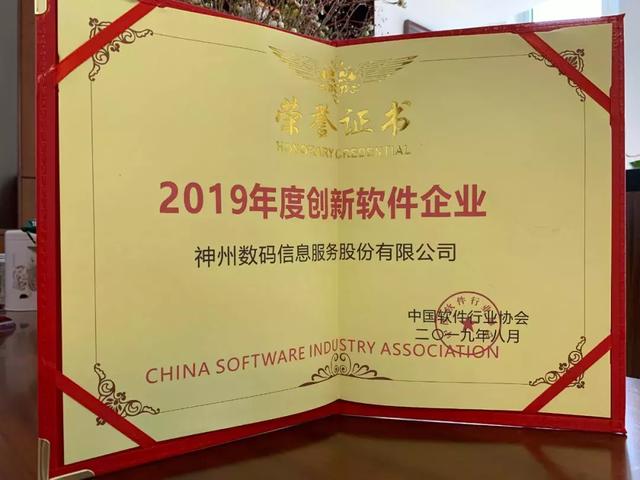 荣誉证书
HONORARY CREDENTIAL
2019年度创新软件企业
神州数码信息服务股份有限公司
中国软件行业协会
二〇一九年八月
CHINA SOFTWARE INDUSTRY ASSOCIATION